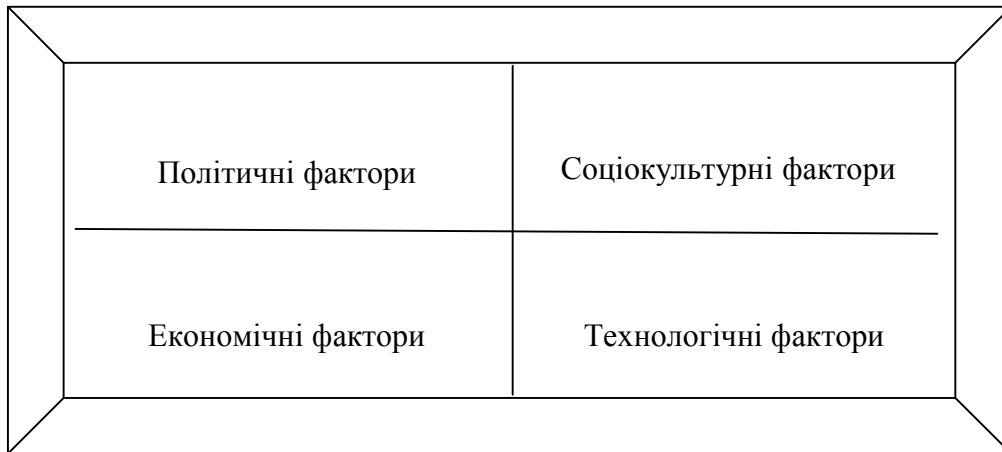 Політичні фактори
Соціокультурні фактори
Економічні фактори
Технологічні фактори